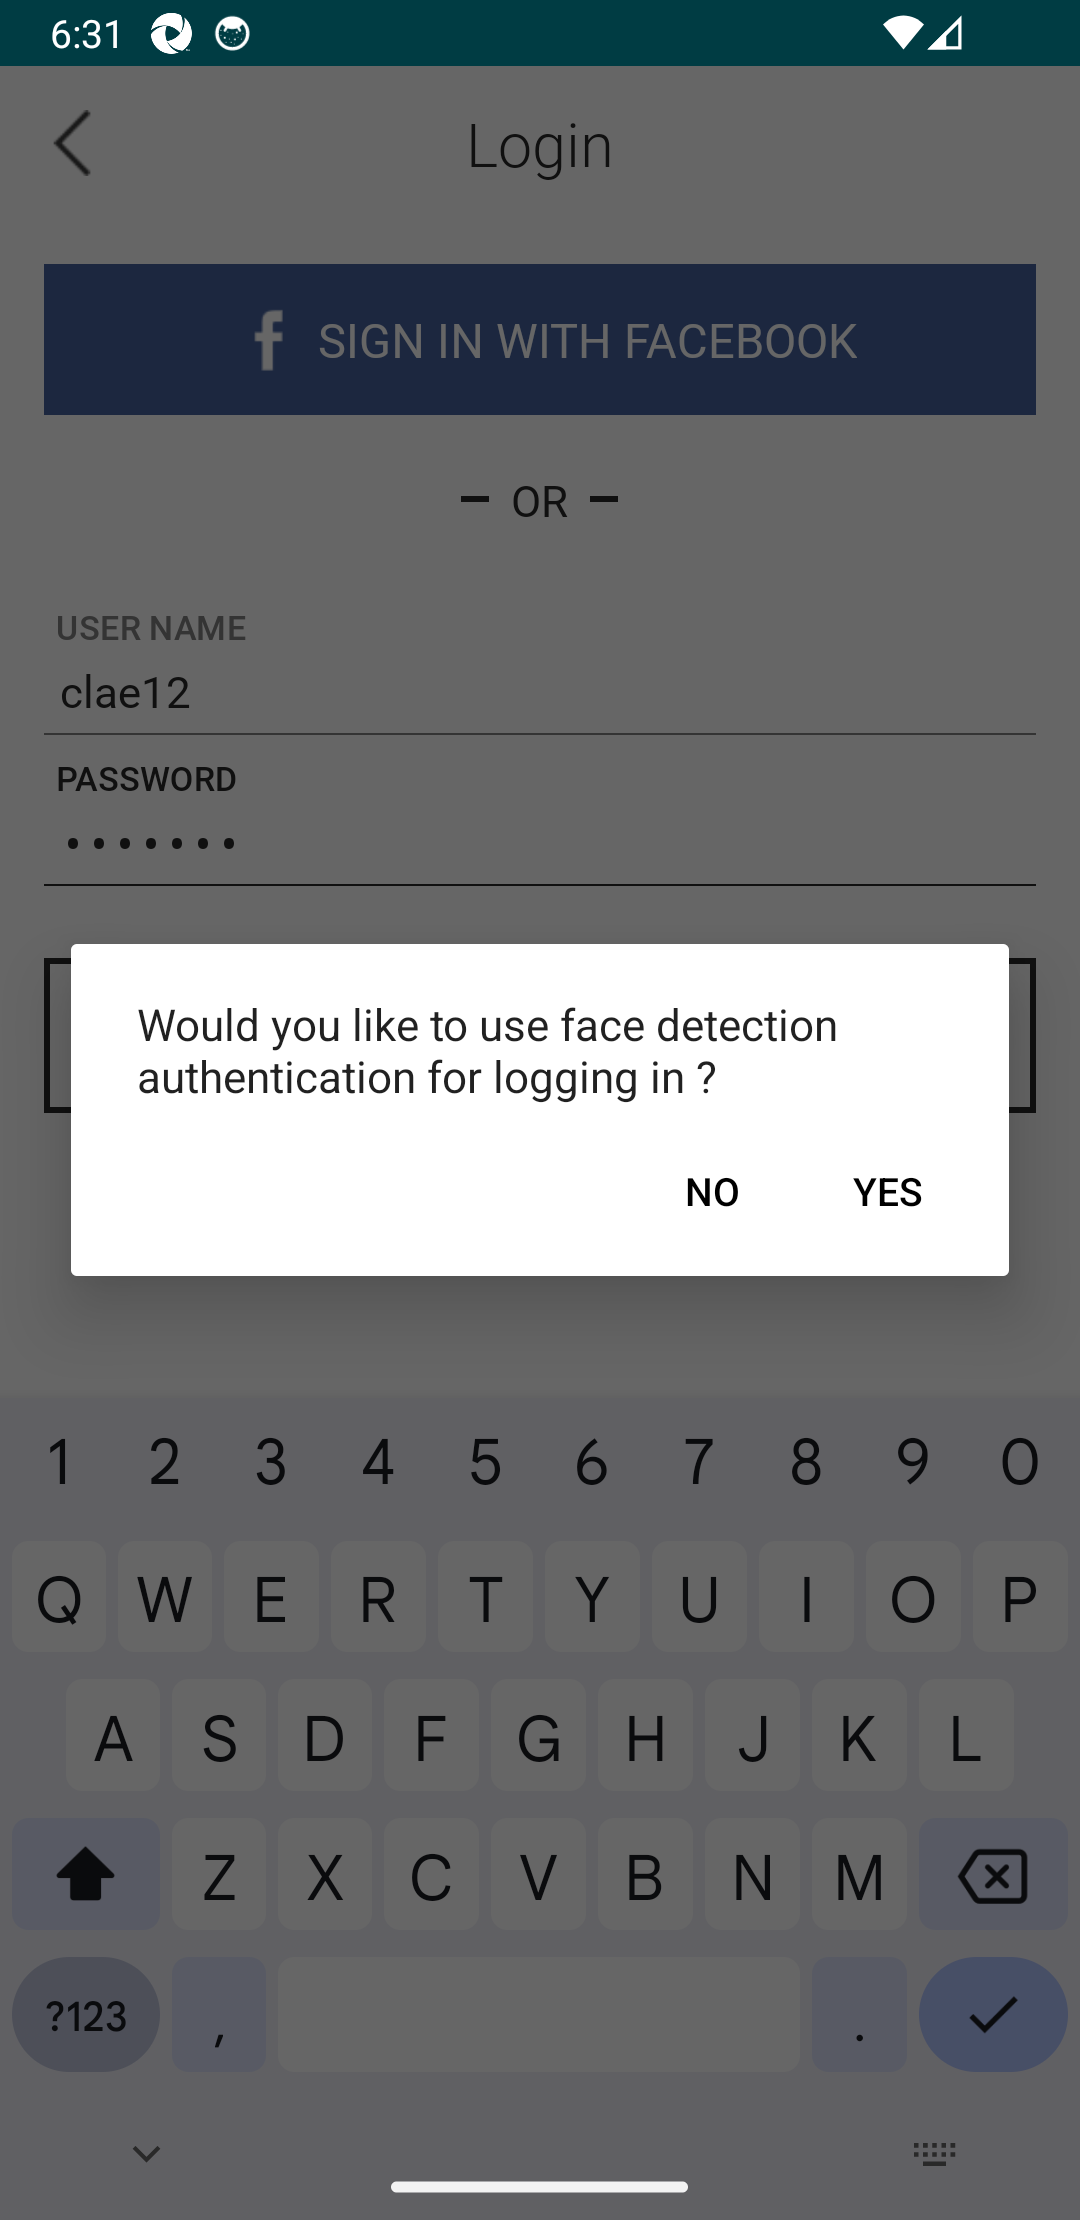 6:31
Login
f SIGN IN WITH FACEBOOK
OR
USER NAME
clae12
PASSWORD
•••••••
Would you like to use face detection
authentication for logging in ?
NO YES
1 2 3 4 5 6 7 8 9 0
Q W E R T Y U I O P
A S D F G H J K L
Z X C V B N M
?123 , .